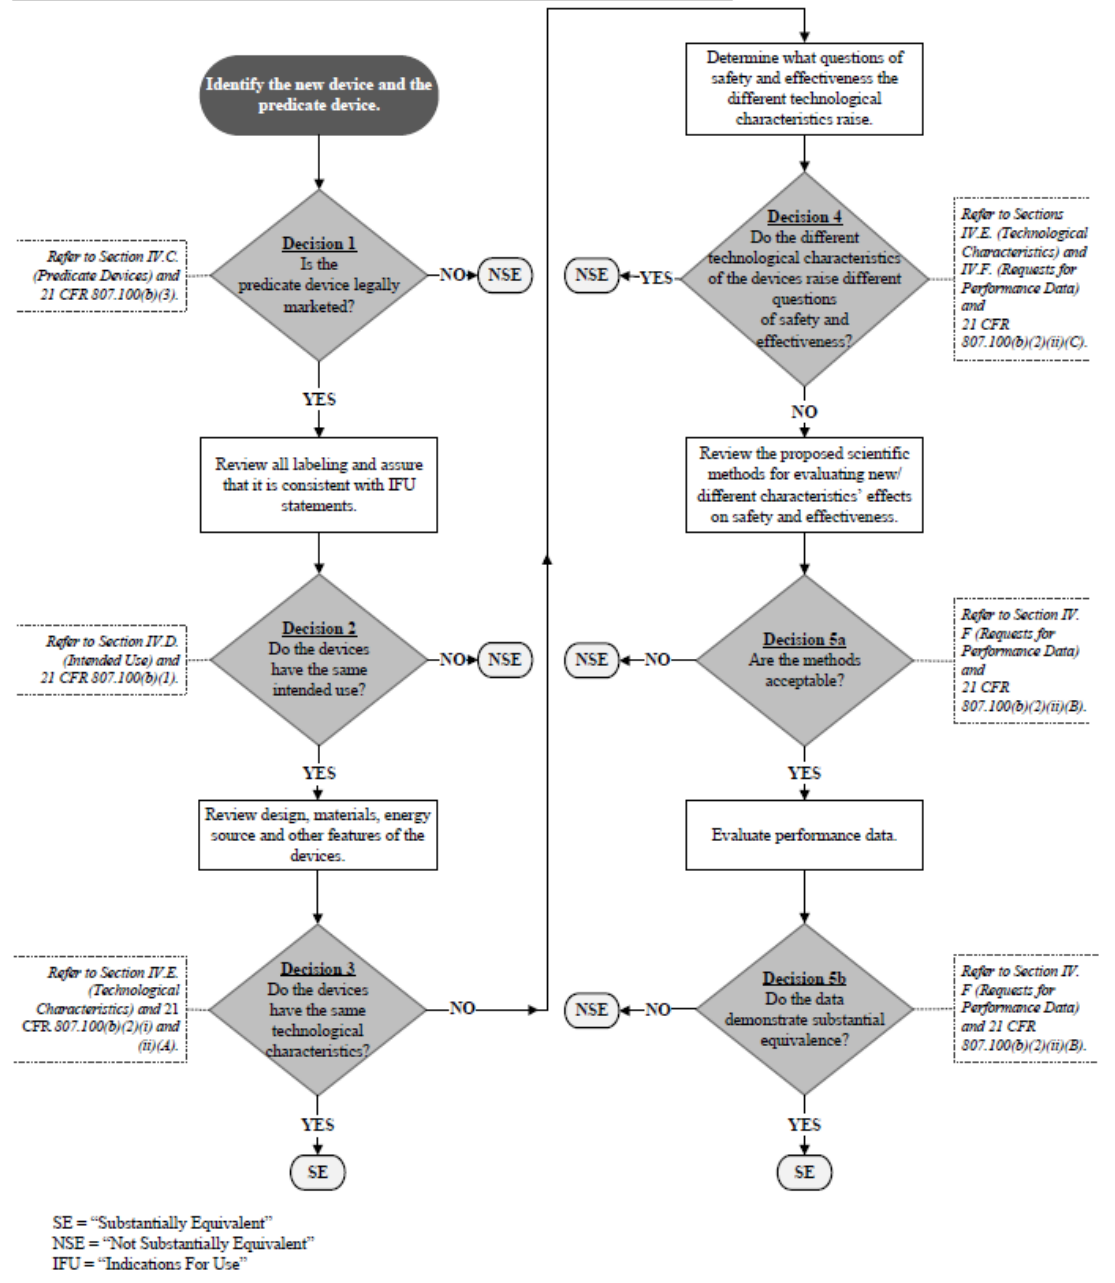 Identify the new device and the
predicate device.
Decision 1
Is the
predicate device legally
marketed?
Refer to Section IV.C.
(Predicate Devices) and
21 CFR 807.100(b)(3).
NO
NSE
YES
Review all labeling and assure
that it is consistent with IFU
statements.
Decision 2
Do the devices
have the same
intended use?
Refer to Section IV.D.
(Intended Use) and
21 CFR 807.100(b)(1).
NO
NSE
YES
Review design, materials, energy
source and other features of the
devices.
Decision 3
Do the devices
have the same
technological
characteristics?
Refer to Section IV.E.
(Technological
Characteristics) and 21
CFR 807.100(b)(2)(i) and
(ii)(A).
NO
YES
SE
Determine what questions of
safety and effectiveness the
different technological
characteristics raise.
Decision 4
Do the different
technological characteristics
of the devices raise different
questions
of safety and
effectiveness?
Refer to Sections
IV.E. (Technological
Characteristics) and
IV.F. (Requests for
Performance Data)
and
21 CFR
807.100(b)(2)(ii)(C).
YES
NSE
NO
Review the proposed scientific
methods for evaluating new/
different characteristics’ effects
on safety and effectiveness.
Decision 5a
Are the methods
acceptable?
Refer to Section IV.
F (Requests for
Performance Data)
and
21 CFR
807.100(b)(2)(ii)(B).
NO
NSE
YES
Evaluate performance data.
Decision 5b
Do the data
demonstrate substantial
equivalence?
Refer to Section IV.
F (Requests for
Performance Data)
and 21 CFR
807.100(b)(2)(ii)(B).
NO
NSE
YES
SE
SE = “Substantially Equivalent”
NSE = “Not Substantially Equivalent”
IFU = “Indications For Use”